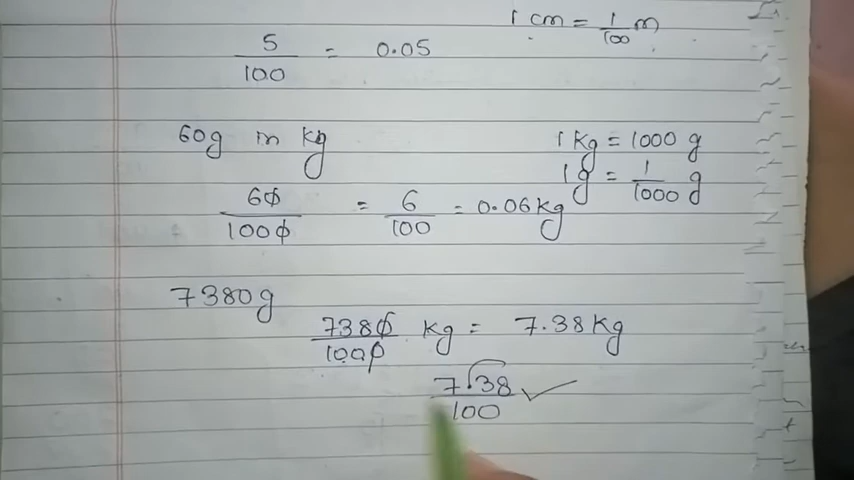 1 cm = 1/100 m
5/100 = 0.05
60g in kg
1 kg = 1000 g
1g = 1/1000 g
60/1000 = 6/100 = 0.06 kg
7380g
7380/1000 kg = 7.38 kg
7.38/100 ✓